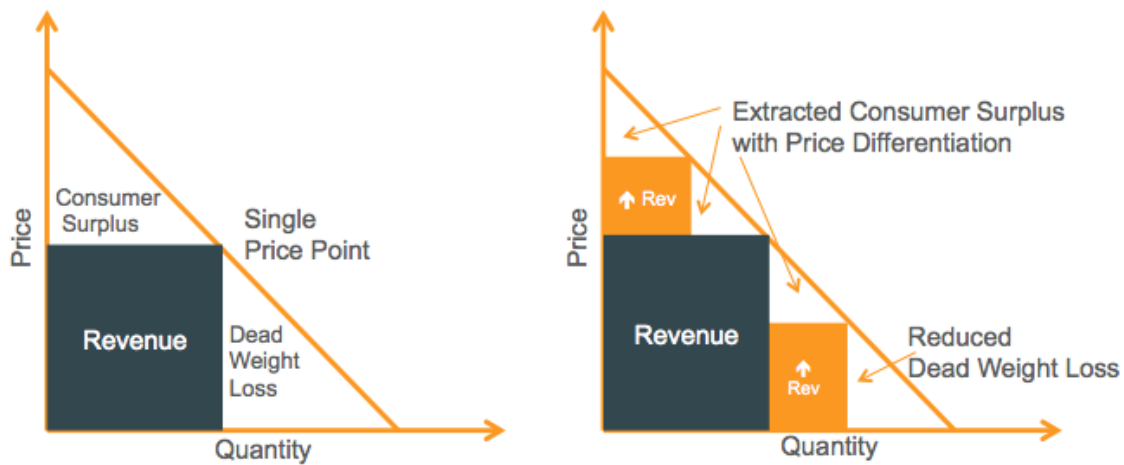 Price
Consumer
Surplus
Single
Price Point
Revenue
Dead
Weight
Loss
Quantity
Price
Extracted Consumer Surplus
with Price Differentiation
Rev
Revenue
Rev
Reduced
Dead Weight Loss
Quantity